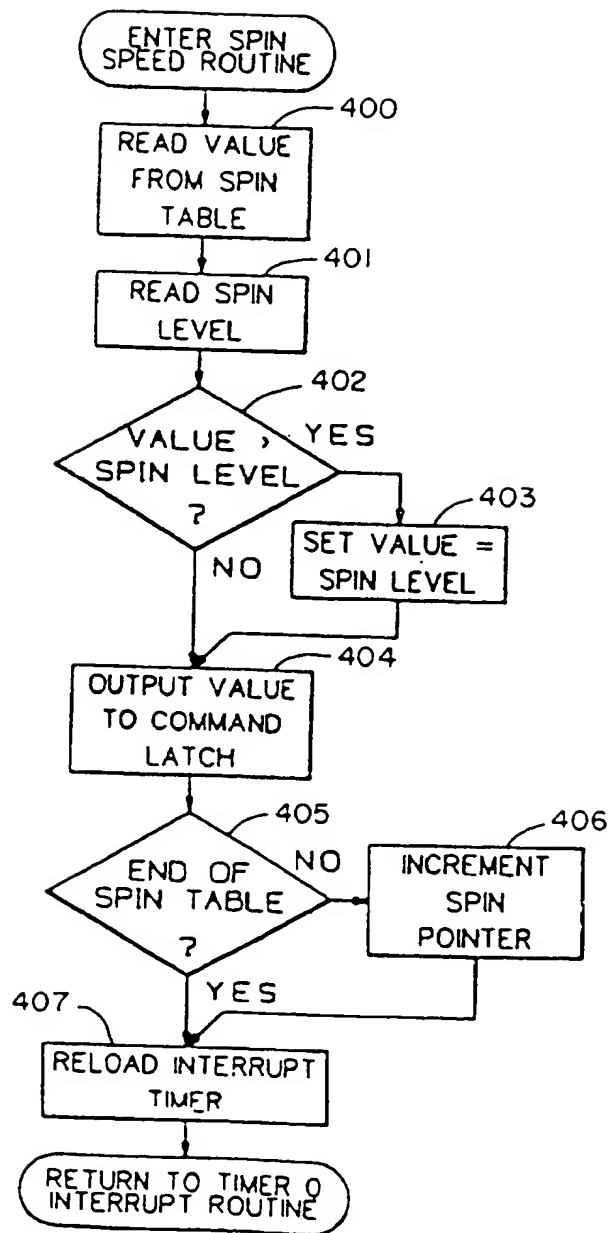 ENTER SPIN
SPEED ROUTINE
400
READ VALUE
FROM SPIN
TABLE
401
READ SPIN
LEVEL
402
VALUE >
SPIN LEVEL
?
YES
403
SET VALUE =
SPIN LEVEL
NO
404
OUTPUT VALUE
TO COMMAND
LATCH
405
END OF
SPIN TABLE
?
NO
406
INCREMENT
SPIN
POINTER
YES
407
RELOAD INTERRUPT
TIMER
RETURN TO TIMER 0
INTERRUPT ROUTINE